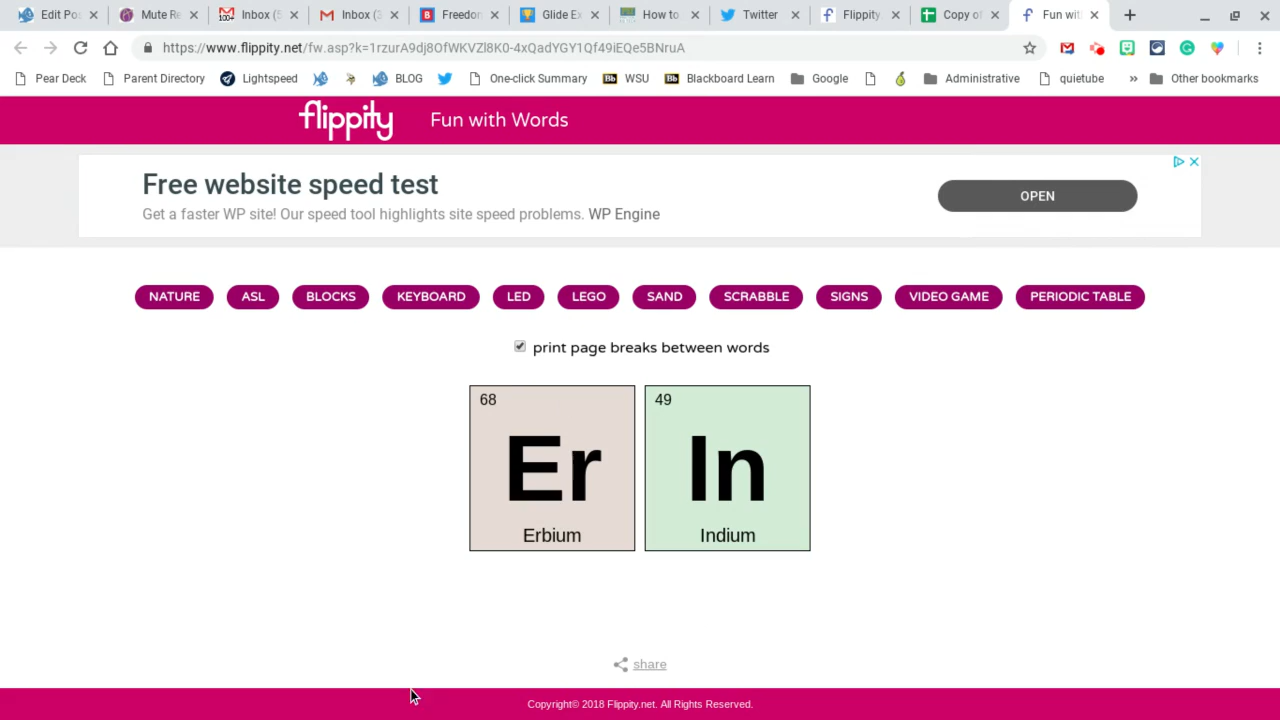 Edit Po
Mute Re
Inbox (5
Inbox (3
Freedon
Glide Ex
How to
Twitter
Flippity
Copy of
Fun with
https://www.flippity.net/fw.asp?k=1rzurA9dj8OfWKVZl8K0-4xQadYGY1Qf49iEQe5BNruA
Pear Deck
Parent Directory
Lightspeed
BLOG
One-click Summary
Bb WSU
Bb Blackboard Learn
Google
Administrative
quietube
»
Other bookmarks
flippity
Fun with Words
Free website speed test
Get a faster WP site! Our speed tool highlights site speed problems. WP Engine
OPEN
NATURE
ASL
BLOCKS
KEYBOARD
LED
LEGO
SAND
SCRABBLE
SIGNS
VIDEO GAME
PERIODIC TABLE
print page breaks between words
68
Er
Erbium
49
In
Indium
share
Copyright© 2018 Flippity.net. All Rights Reserved.